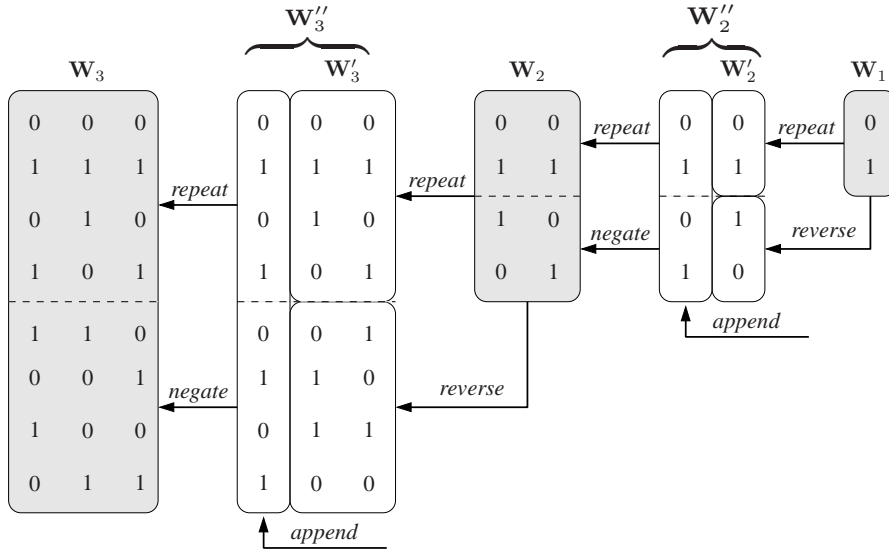 W₃″ W₂″
W₃ W₃′ W₂ W₂′ W₁
0 0 0 0 0 0 0 0 0 0 0
repeat repeat
1 1 1 1 1 1 1 1 1 1 1
repeat repeat
0 1 0 0 1 0 1 0 0 1
negate reverse
1 0 1 1 0 1 0 1 1 0
append
1 1 0 0 0 1
0 0 1 1 1 0
negate reverse
1 0 0 0 1 1
0 1 1 1 0 0
append